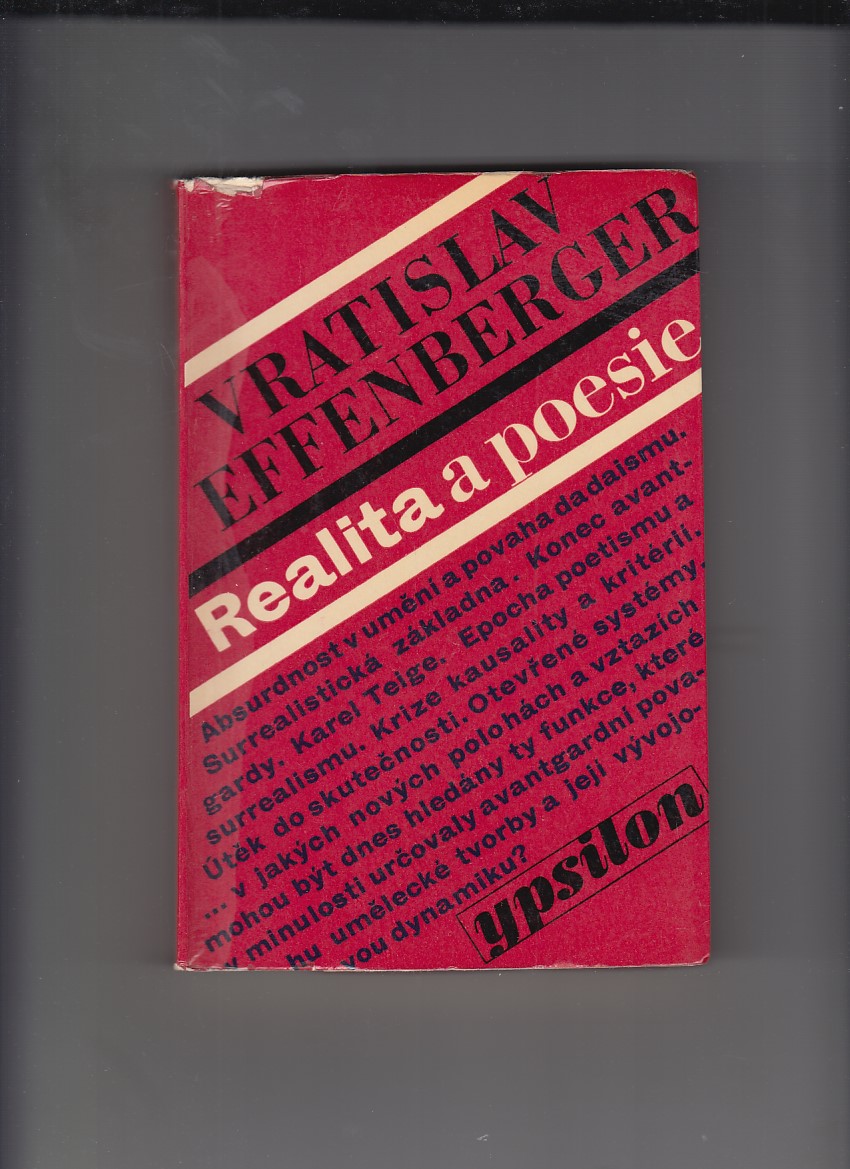 VRATISLAV
EFFENBERGER
Realita a poesie
Absurdnost v umění a povaha dadaismu.
Surrealistická základna. Konec avant-
gardy. Karel Teige. Epocha poetismu a
surrealismu. Krize kausality a kritérií.
Útěk do skutečnosti. Otevřené systémy.
... v jakých nových polohách a vztazích
mohou být dnes hledány ty funkce, které
v minulosti určovaly avantgardní pova-
hu umělecké tvorby a její vývojo-
vou dynamiku?
ypsilon